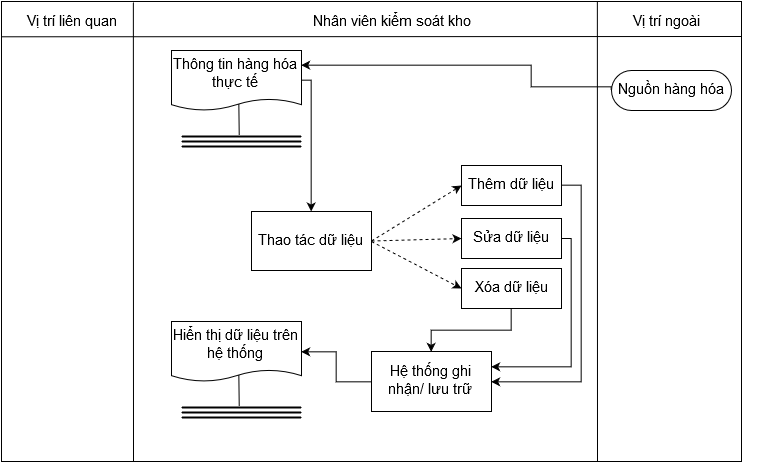 Vị trí liên quan
Nhân viên kiểm soát kho
Vị trí ngoài
Thông tin hàng hóa
thực tế
Nguồn hàng hóa
Thêm dữ liệu
Thao tác dữ liệu
Sửa dữ liệu
Xóa dữ liệu
Hiển thị dữ liệu trên
hệ thống
Hệ thống ghi
nhận/ lưu trữ